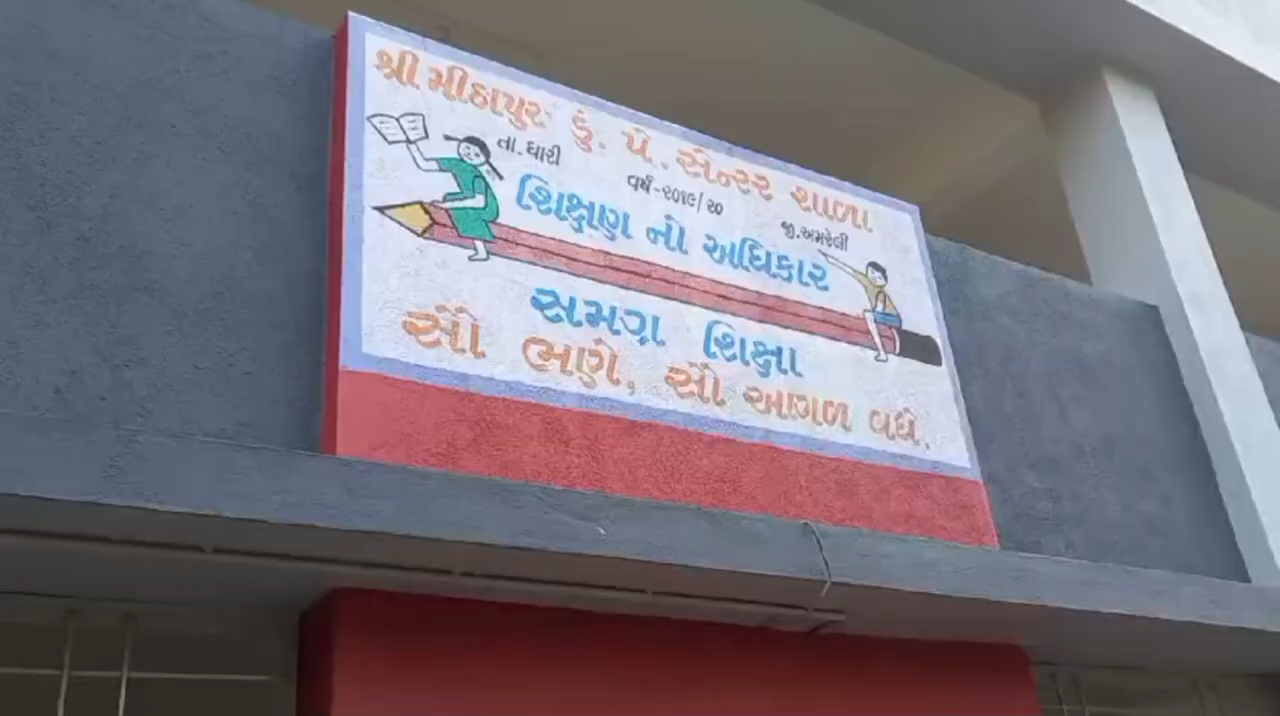 શ્રી મીઠાપુર ડું. પે. સેન્ટર શાળા
તા. ધારી
વર્ષ-૨૦૧૯/૨૦
જી.અમરેલી
શિક્ષણ નો અધિકાર
સમગ્ર શિક્ષા
સૌ ભણે, સૌ આગળ વધે.